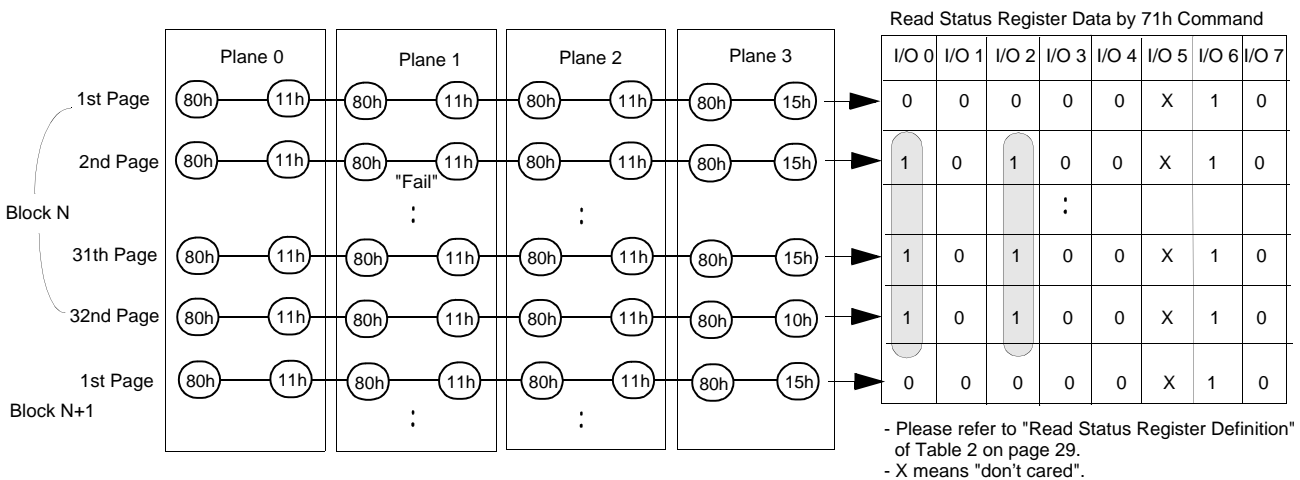 Read Status Register Data by 71h Command
Plane 0 Plane 1 Plane 2 Plane 3 I/O 0 I/O 1 I/O 2 I/O 3 I/O 4 I/O 5 I/O 6 I/O 7
1st Page 80h 11h 80h 11h 80h 11h 80h 15h 0 0 0 0 0 X 1 0
2nd Page 80h 11h 80h 11h 80h 11h 80h 15h 1 0 1 0 0 X 1 0
"Fail"
: : :
Block N
31th Page 80h 11h 80h 11h 80h 11h 80h 15h 1 0 1 0 0 X 1 0
32nd Page 80h 11h 80h 11h 80h 11h 80h 10h 1 0 1 0 0 X 1 0
1st Page 80h 11h 80h 11h 80h 11h 80h 15h 0 0 0 0 0 X 1 0
Block N+1
: :
- Please refer to "Read Status Register Definition"
of Table 2 on page 29.
- X means "don't cared".